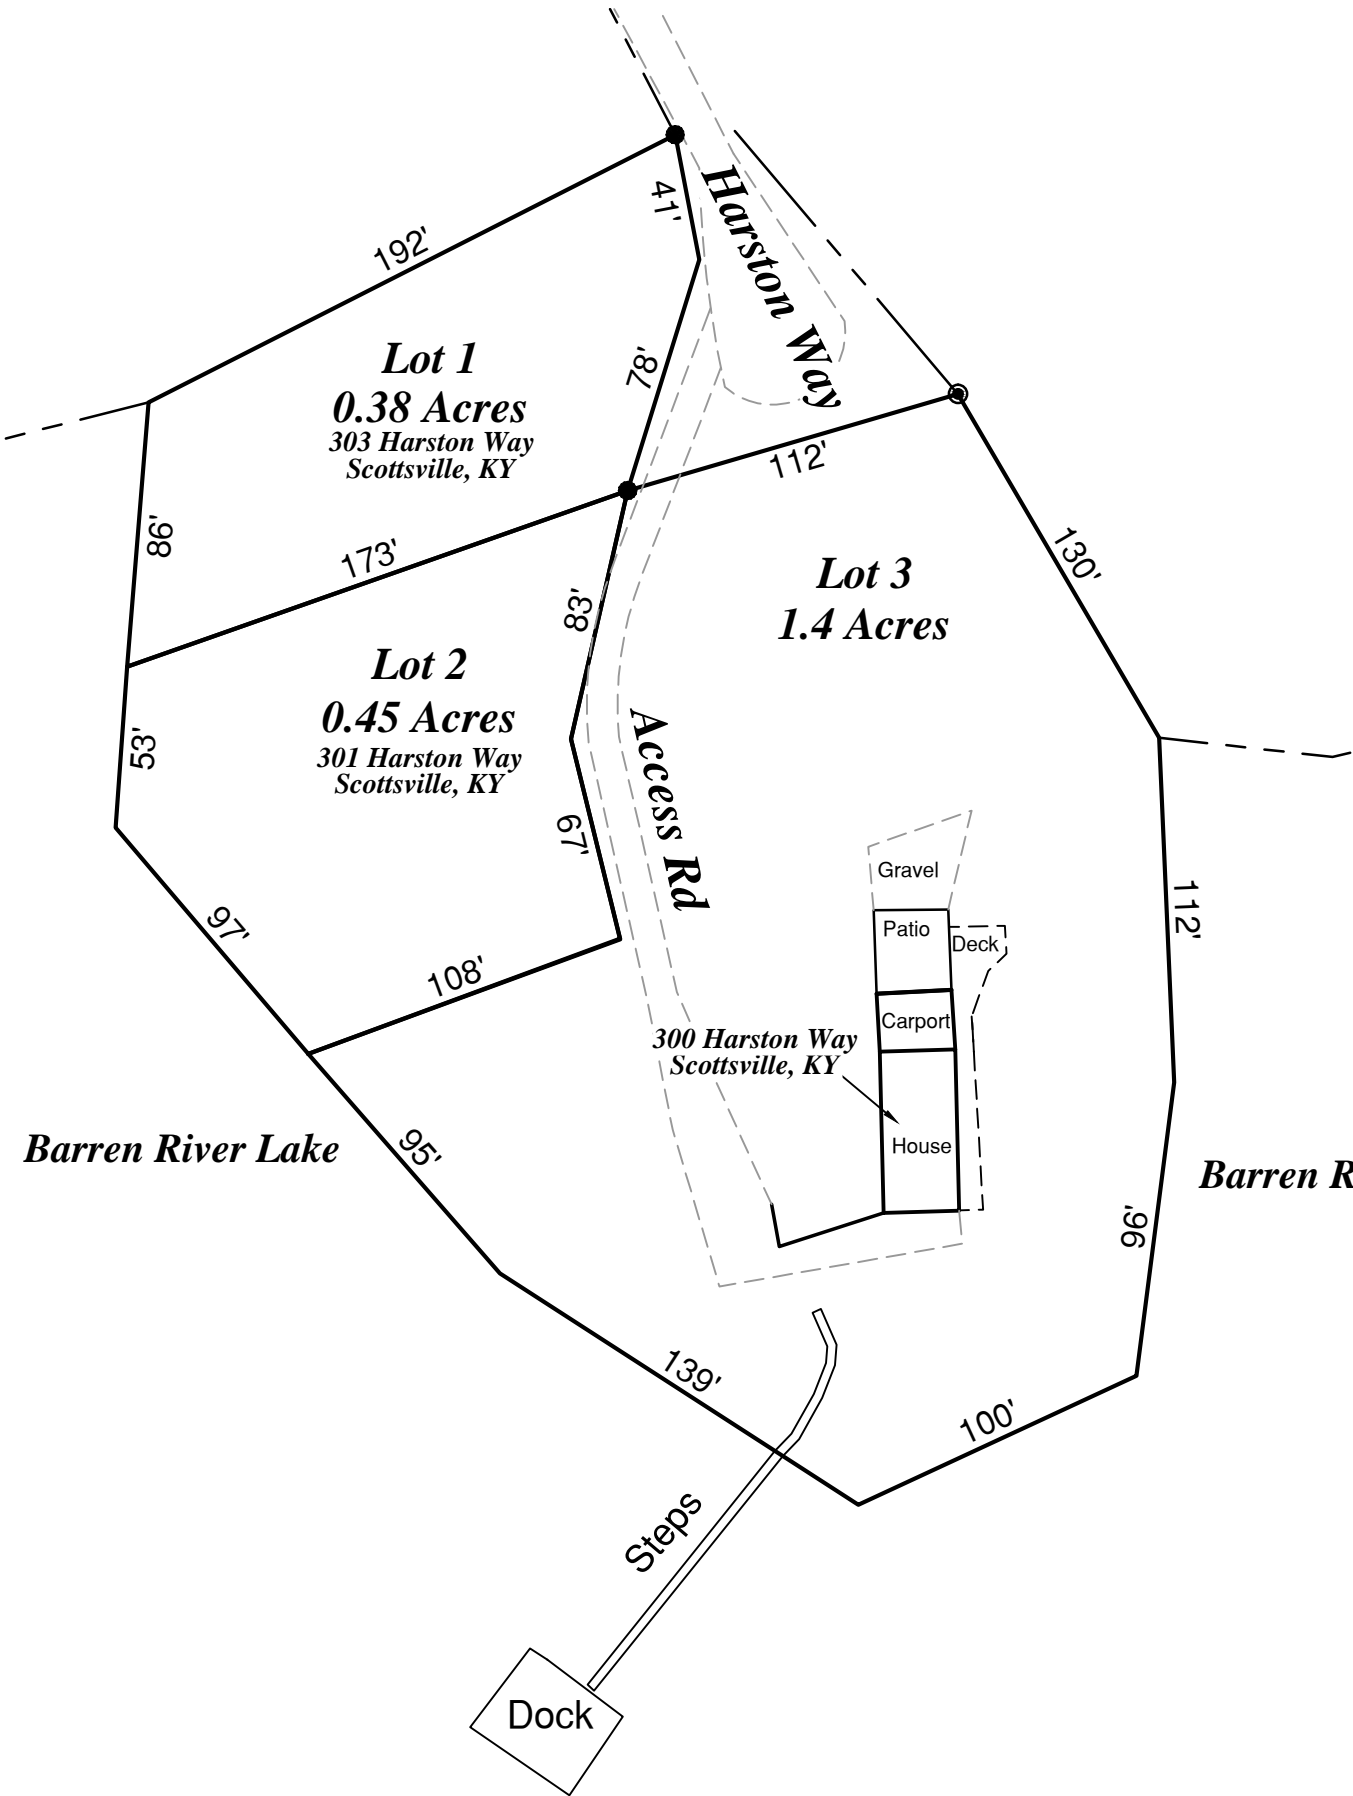 41'
Harston Way
192'
78'
Lot 1
0.38 Acres
303 Harston Way
Scottsville, KY
112'
86'
173'
130'
83'
Lot 3
1.4 Acres
Lot 2
0.45 Acres
301 Harston Way
Scottsville, KY
53'
67'
Access Rd
Gravel
Patio
Deck
112'
97'
108'
Carport
300 Harston Way
Scottsville, KY
House
Barren River Lake
95'
Barren R
96'
139'
100'
Steps
Dock